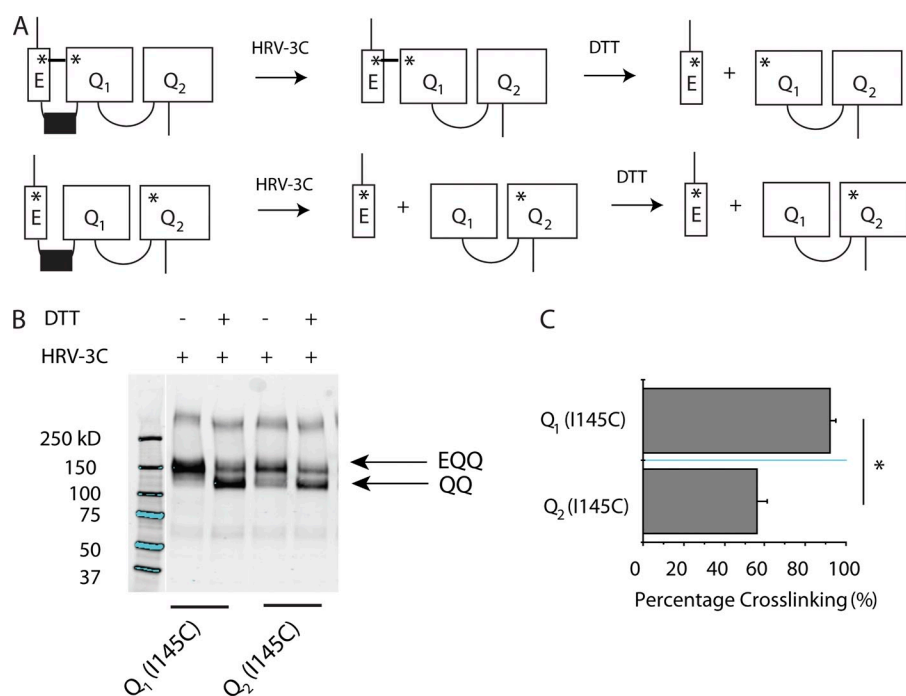 A
HRV-3C
DTT
* *
E
Q1
Q2
* *
E
Q1
Q2
*
E
+
*
Q1
Q2
HRV-3C
DTT
*
E
Q1
*
Q2
*
E
+
Q1
*
Q2
*
E
+
Q1
*
Q2
B
DTT - + - +
HRV-3C + + + +
250 kD
150
100
75
50
37
EQQ
QQ
Q1 (I145C)
Q2 (I145C)
C
Q1 (I145C)
Q2 (I145C)
*
0 20 40 60 80 100
Percentage Crosslinking (%)